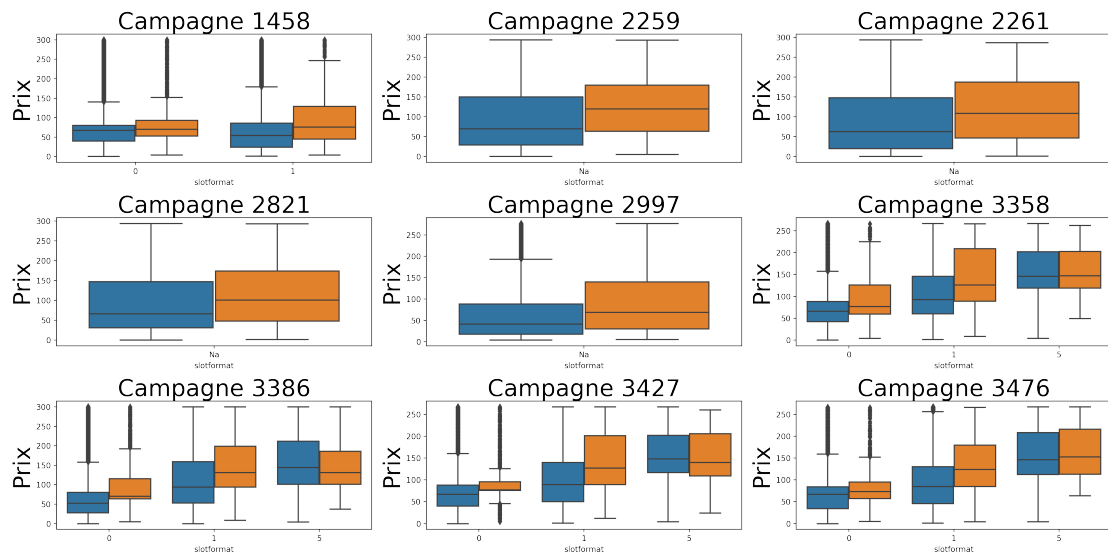 Campagne 1458
Prix
300
250
200
150
100
50
0
0 1
slotformat
Campagne 2259
Prix
300
250
200
150
100
50
0
Na
slotformat
Campagne 2261
Prix
300
250
200
150
100
50
0
Na
slotformat
Campagne 2821
Prix
300
250
200
150
100
50
0
Na
slotformat
Campagne 2997
Prix
250
200
150
100
50
0
Na
slotformat
Campagne 3358
Prix
250
200
150
100
50
0
0 1 5
slotformat
Campagne 3386
Prix
300
250
200
150
100
50
0
0 1 5
slotformat
Campagne 3427
Prix
250
200
150
100
50
0
0 1 5
slotformat
Campagne 3476
Prix
250
200
150
100
50
0
0 1 5
slotformat